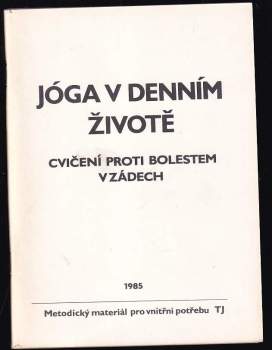 JÓGA V DENNÍM
ŽIVOTĚ
CVIČENÍ PROTI BOLESTEM
V ZÁDECH
1985
Metodický materiál pro vnitřní potřebu TJ